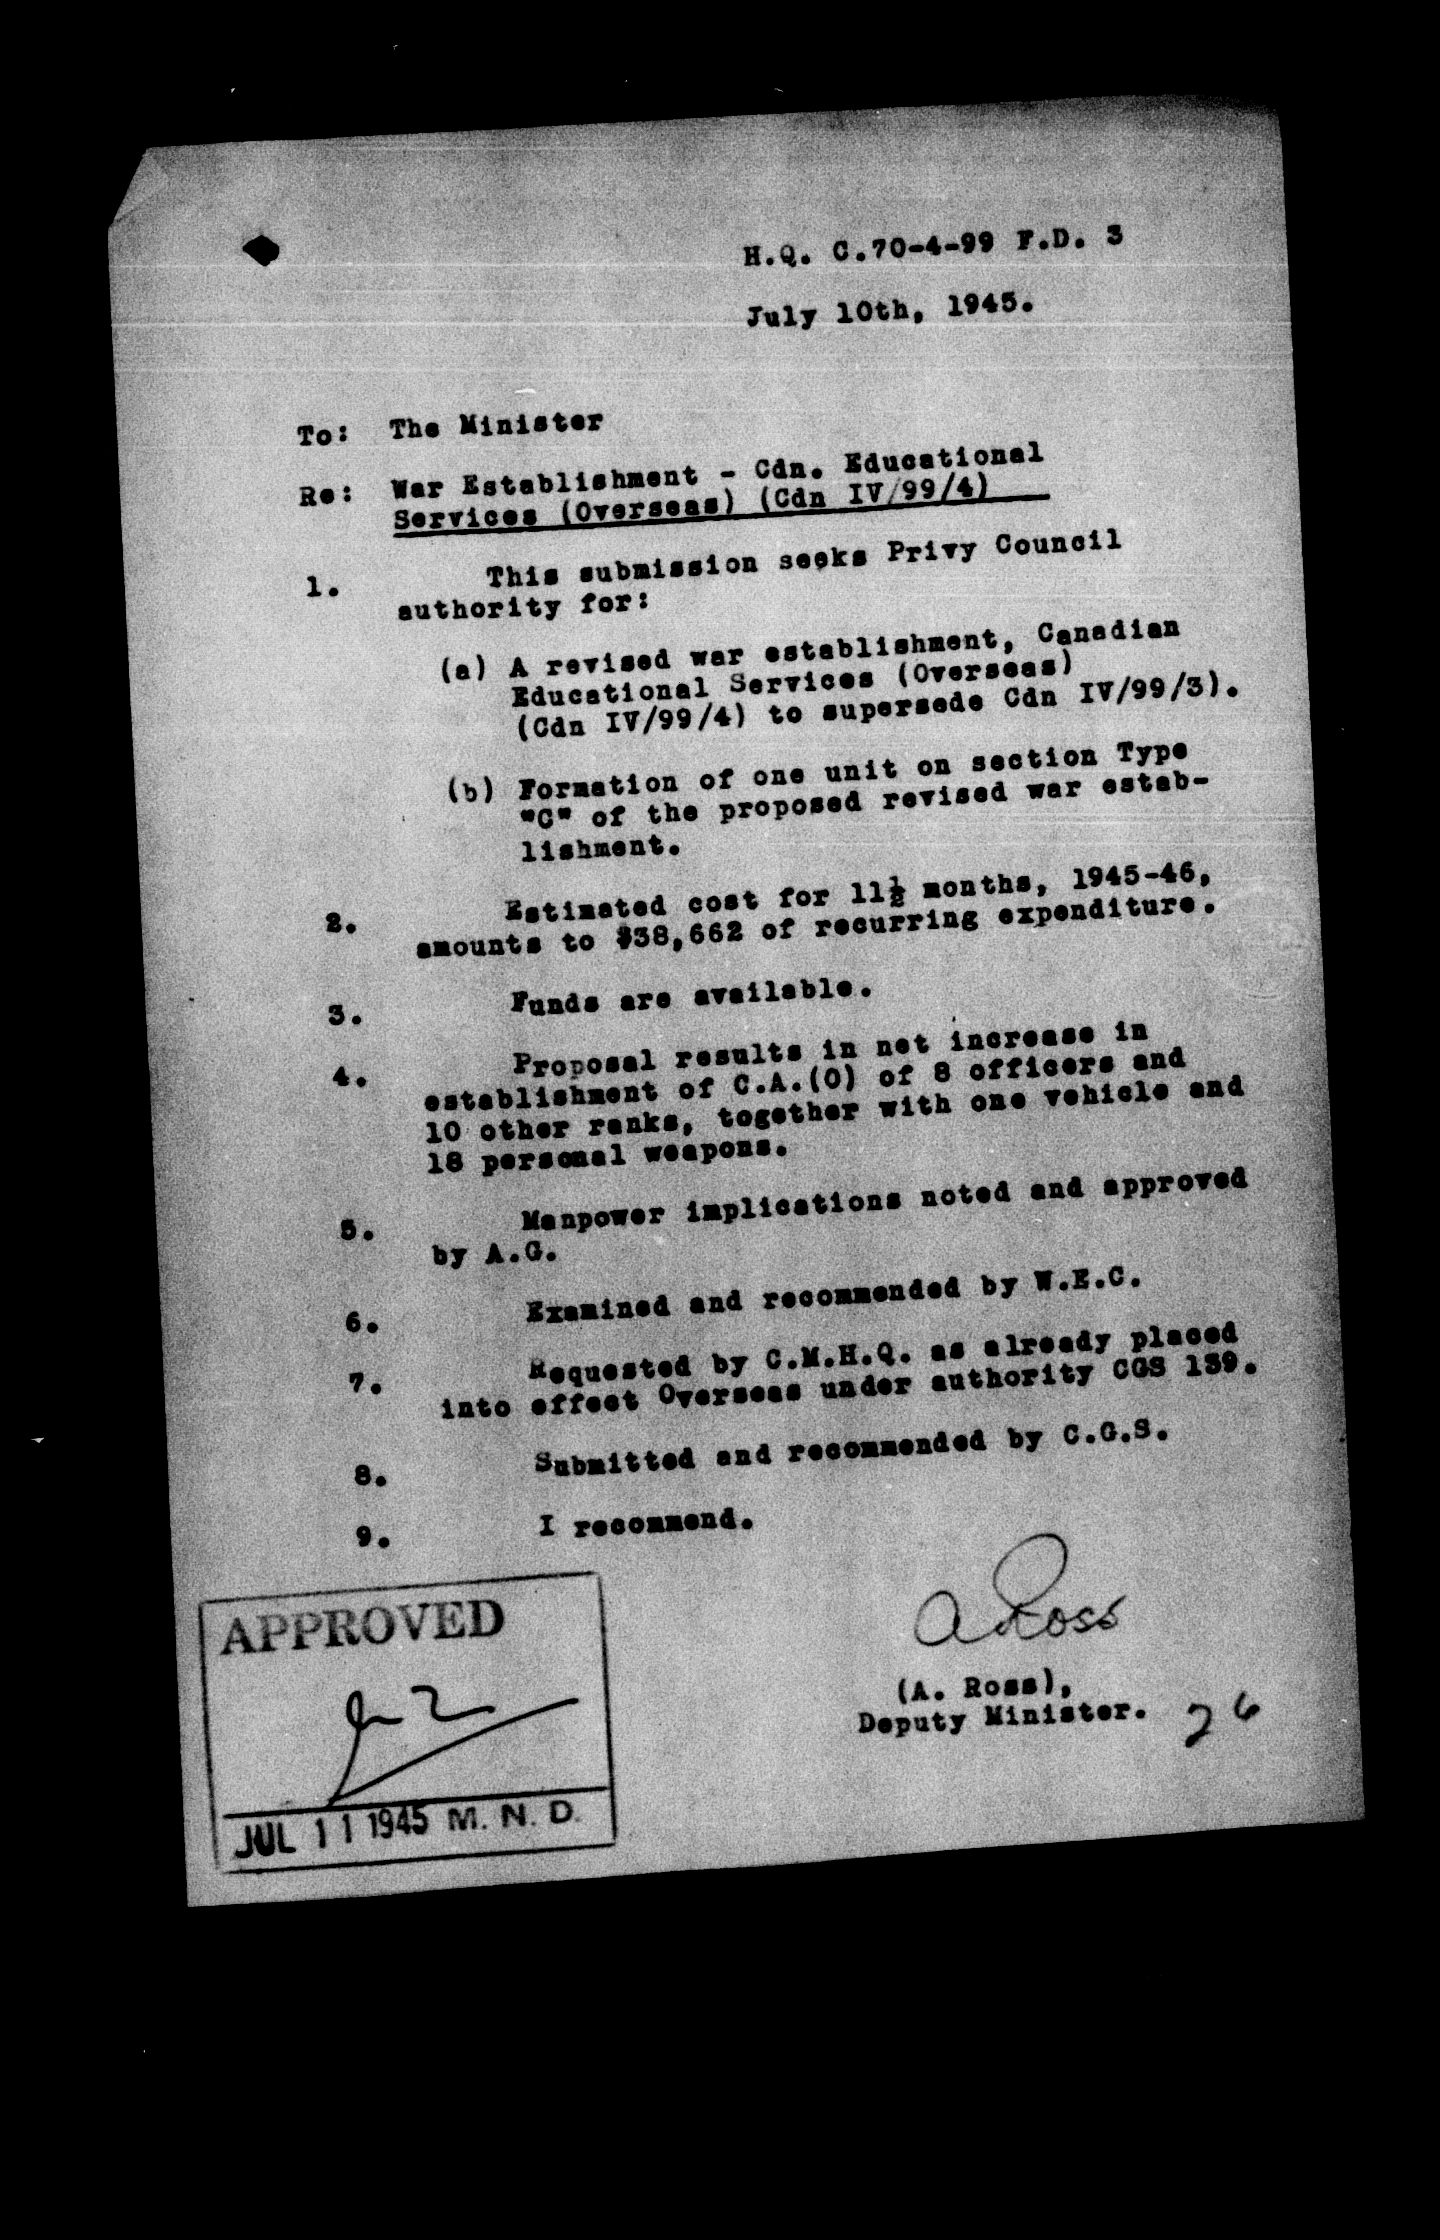 H.Q. C.70-4-99 F.D. 3
July 10th, 1945.
To: The Minister
Re: War Establishment - Cdn. Educational
Services (Overseas) (Cdn IV/99/4)
1. This submission seeks Privy Council
authority for:
(a) A revised war establishment, Canadian
Educational Services (Overseas)
(Cdn IV/99/4) to supersede Cdn IV/99/3).
(b) Formation of one unit on section Type
"C" of the proposed revised war estab-
lishment.
2. Estimated cost for 11½ months, 1945-46,
amounts to $38,662 of recurring expenditure.
3. Funds are available.
4. Proposal results in net increase in
establishment of C.A.(O) of 8 officers and
10 other ranks, together with one vehicle and
18 personal weapons.
5. Manpower implications noted and approved
by A.G.
6. Examined and recommended by W.E.C.
7. Requested by C.M.H.Q. as already placed
into effect Overseas under authority CGS 139.
8. Submitted and recommended by C.G.S.
9. I recommend.
A Ross
(A. Ross),
Deputy Minister. 26
APPROVED
JUL 11 1945 M. N. D.